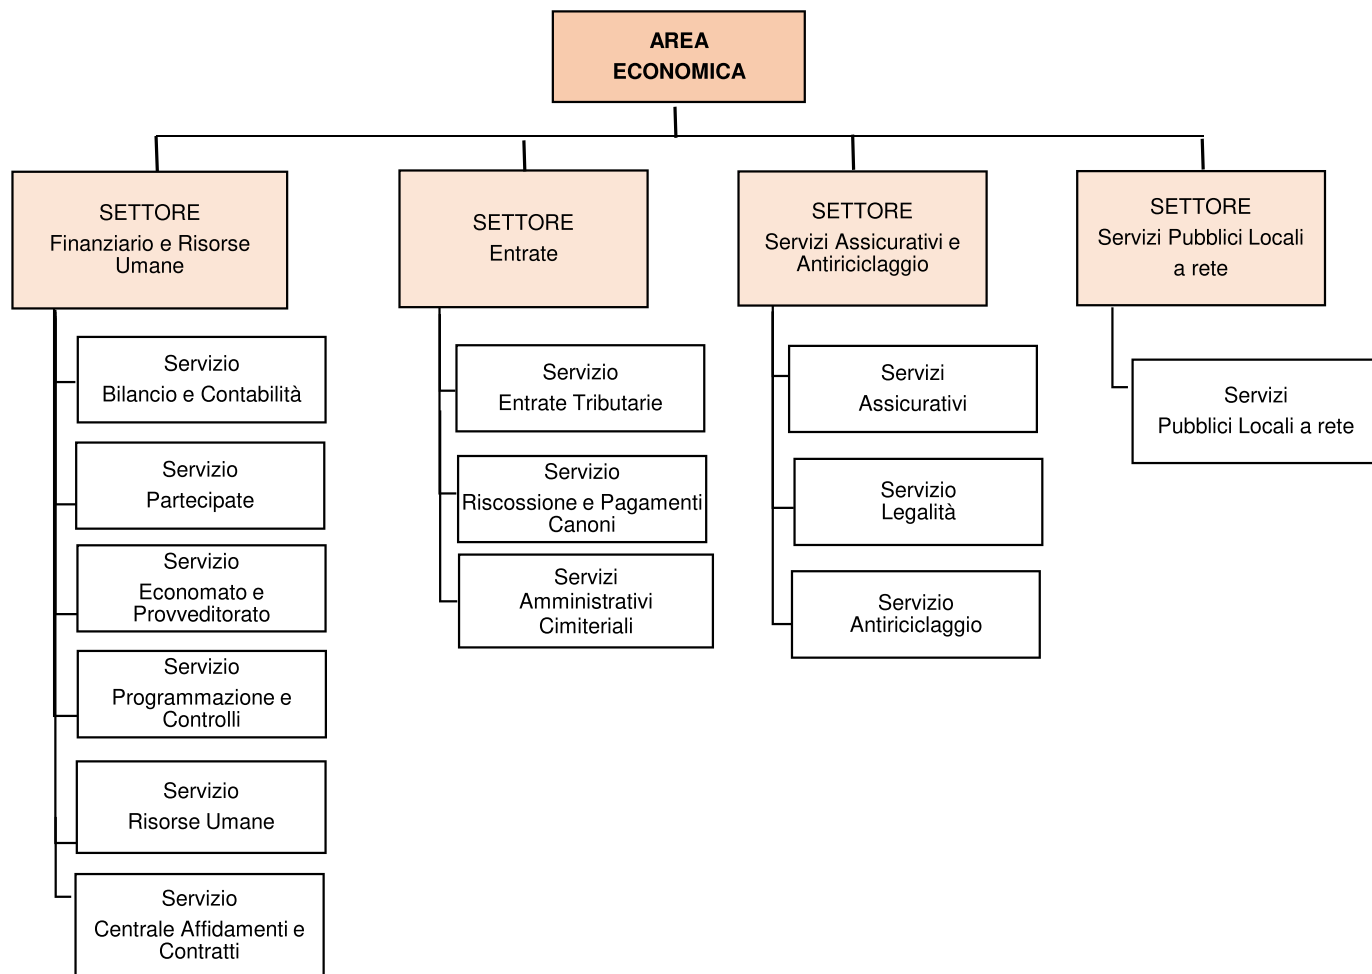 AREA
ECONOMICA
SETTORE
Finanziario e Risorse
Umane
SETTORE
Entrate
SETTORE
Servizi Assicurativi e
Antiriciclaggio
SETTORE
Servizi Pubblici Locali
a rete
Servizio
Bilancio e Contabilità
Servizio
Partecipate
Servizio
Economato e
Provveditorato
Servizio
Programmazione e
Controlli
Servizio
Risorse Umane
Servizio
Centrale Affidamenti e
Contratti
Servizio
Entrate Tributarie
Servizio
Riscossione e Pagamenti
Canoni
Servizi
Amministrativi
Cimiteriali
Servizi
Assicurativi
Servizio
Legalità
Servizio
Antiriciclaggio
Servizi
Pubblici Locali a rete